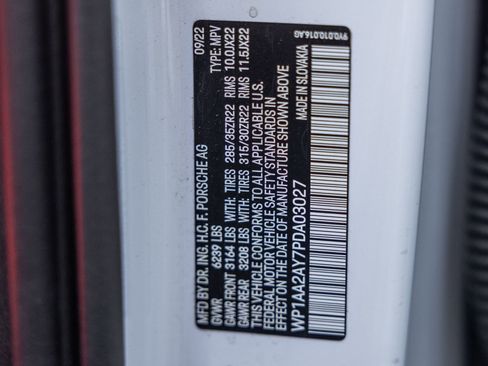 MFD BY DR. ING. H.C. F. PORSCHE AG 09/22
GVWR 6239 LBS TYPE: MPV
GAWR FRONT 3164 LBS WITH: TIRES 285/35ZR22 RIMS 10.0JX22
GAWR REAR 3208 LBS WITH: TIRES 315/30ZR22 RIMS 11.5JX22
THIS VEHICLE CONFORMS TO ALL APPLICABLE U.S.
FEDERAL MOTOR VEHICLE SAFETY STANDARDS IN
EFFECT ON THE DATE OF MANUFACTURE SHOWN ABOVE
WP1AA2AY7PDA03027 MADE IN SLOVAKIA
9Y0.010.016.AG